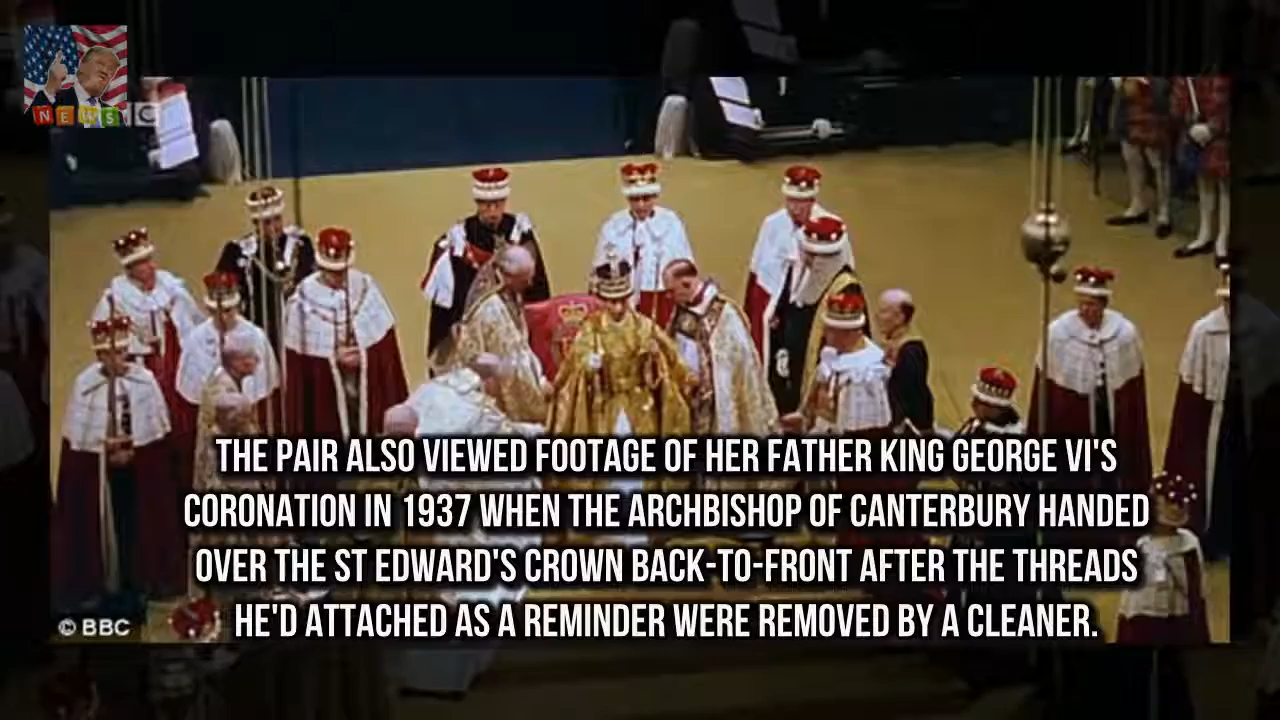 NEWS
C
THE PAIR ALSO VIEWED FOOTAGE OF HER FATHER KING GEORGE VI'S
CORONATION IN 1937 WHEN THE ARCHBISHOP OF CANTERBURY HANDED
OVER THE ST EDWARD'S CROWN BACK-TO-FRONT AFTER THE THREADS
HE'D ATTACHED AS A REMINDER WERE REMOVED BY A CLEANER.
© BBC